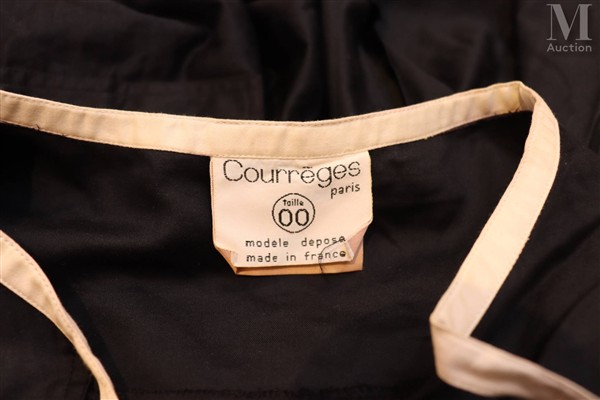 M
Auction
Courrèges
paris
taille
00
modele depose
made in france